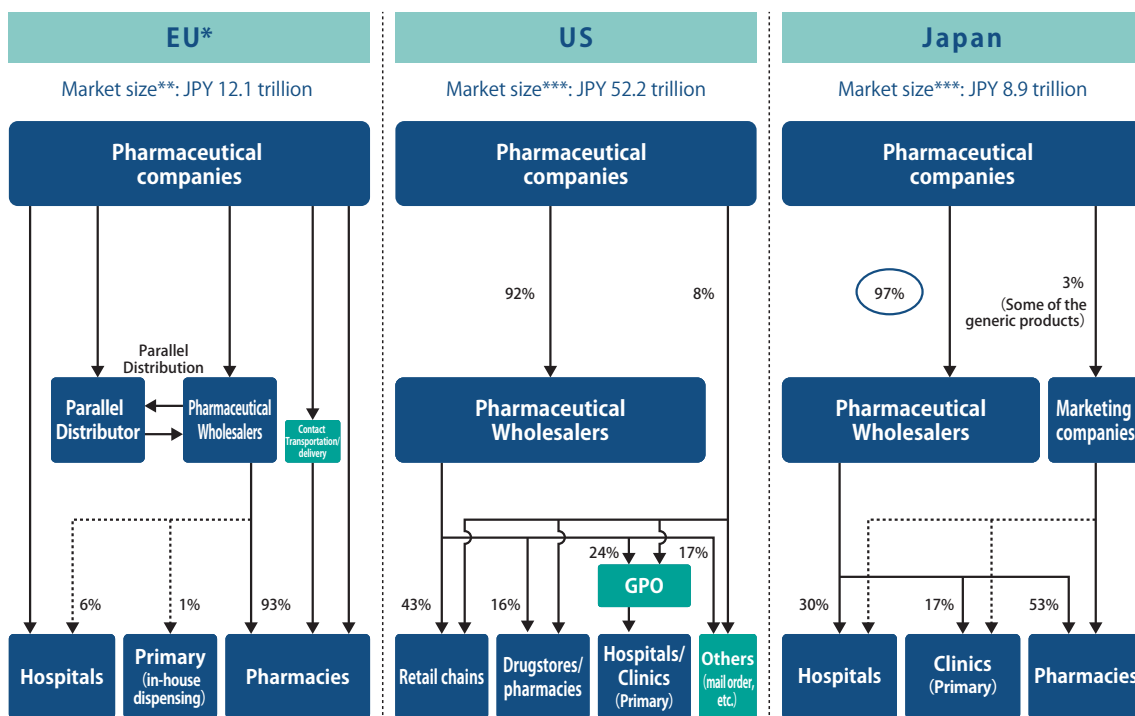 EU*
Market size**: JPY 12.1 trillion
Pharmaceutical
companies
Parallel
Distribution
Parallel
Distributor
Pharmaceutical
Wholesalers
Contact
Transportation/
delivery
6%
1%
93%
Hospitals
Primary
(in-house
dispensing)
Pharmacies
US
Market size***: JPY 52.2 trillion
Pharmaceutical
companies
92%
8%
Pharmaceutical
Wholesalers
24%
17%
GPO
43%
16%
Retail chains
Drugstores/
pharmacies
Hospitals/
Clinics
(Primary)
Others
(mail order,
etc.)
Japan
Market size***: JPY 8.9 trillion
Pharmaceutical
companies
97%
3%
(Some of the
generic products)
Pharmaceutical
Wholesalers
Marketing
companies
30%
17%
53%
Hospitals
Clinics
(Primary)
Pharmacies